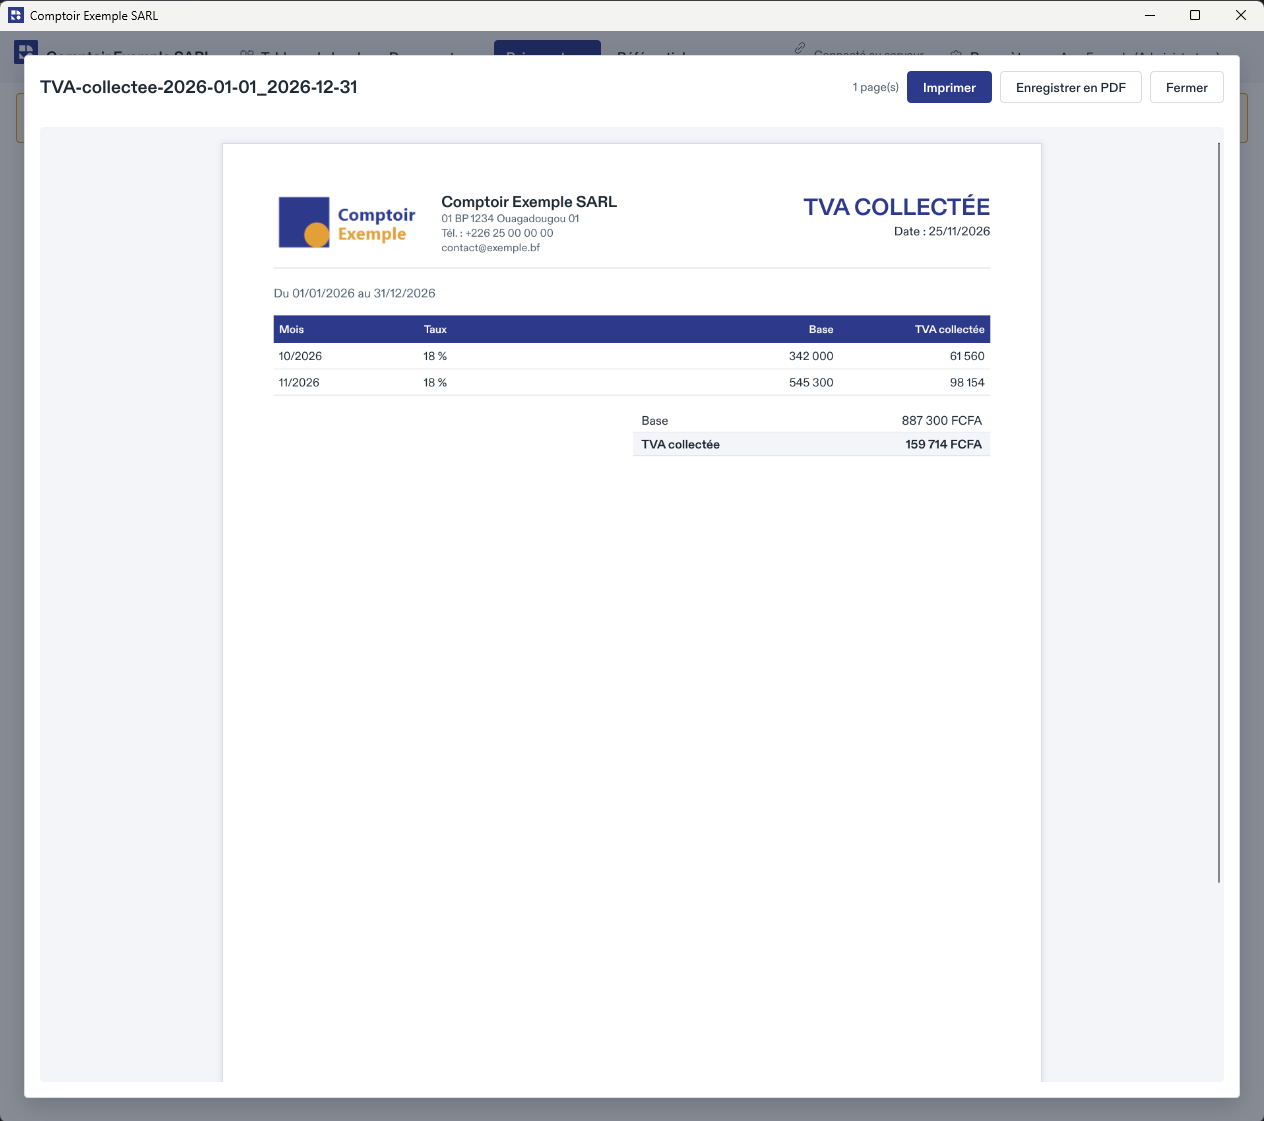 Comptoir Exemple SARL
TVA-collectee-2026-01-01_2026-12-31
1 page(s)
Imprimer
Enregistrer en PDF
Fermer
Comptoir
Exemple
Comptoir Exemple SARL
01 BP 1234 Ouagadougou 01
Tél. : +226 25 00 00 00
contact@exemple.bf
TVA COLLECTÉE
Date : 25/11/2026
Du 01/01/2026 au 31/12/2026
Mois Taux Base TVA collectée
10/2026 18 % 342 000 61 560
11/2026 18 % 545 300 98 154
Base 887 300 FCFA
TVA collectée 159 714 FCFA